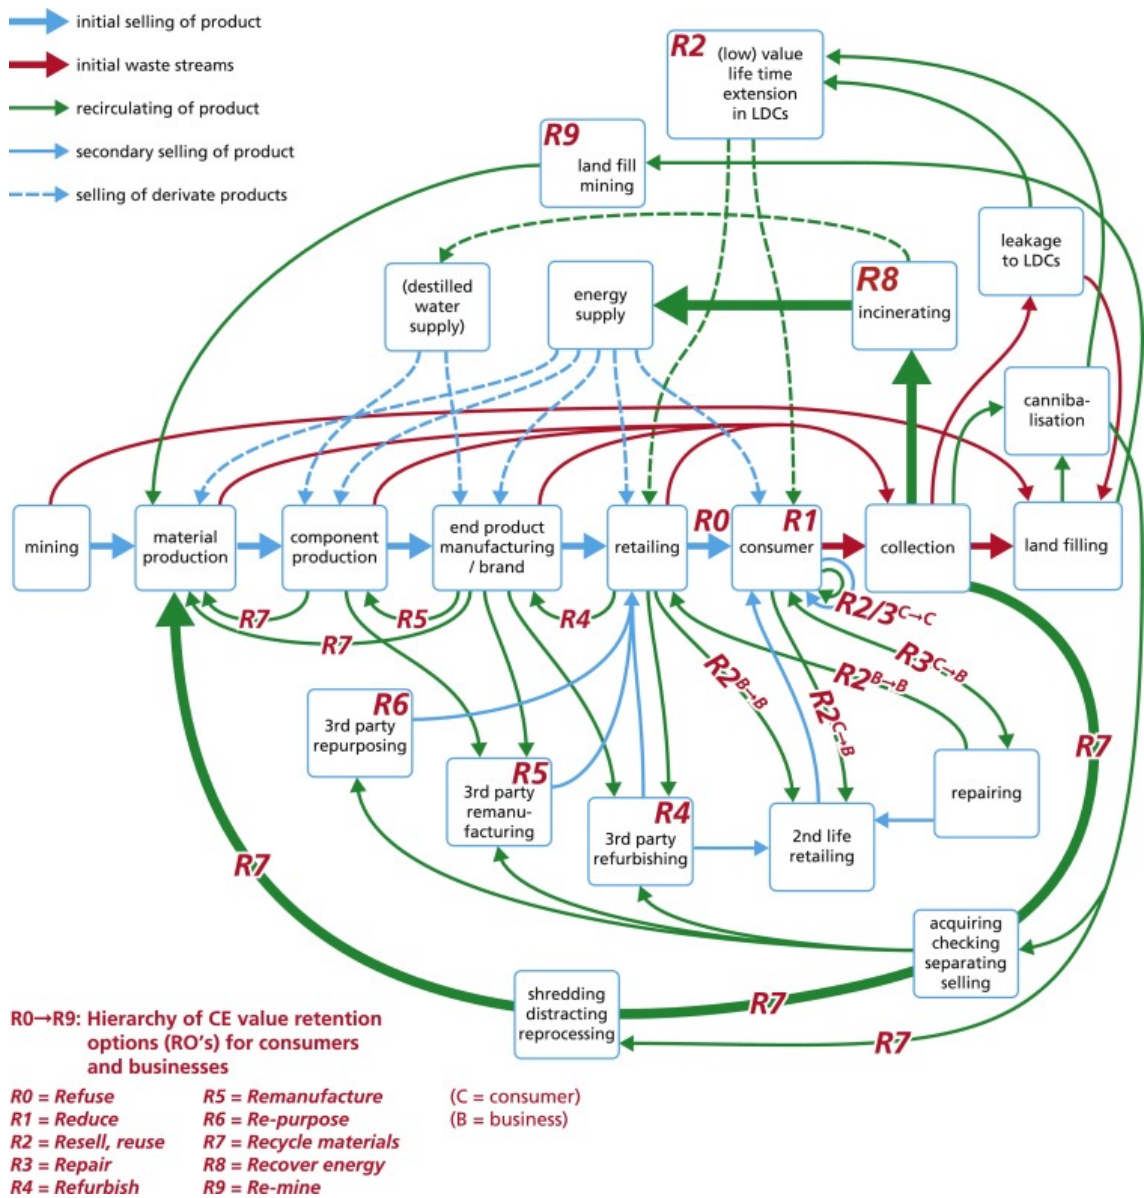 initial selling of product
initial waste streams
recirculating of product
secondary selling of product
selling of derivate products
R2 (low) value
life time
extension
in LDCs
R9
land fill
mining
leakage
to LDCs
(destilled
water
supply)
energy
supply
R8
incinerating
canniba-
lisation
mining
material
production
component
production
end product
manufacturing
/ brand
retailing
R0
R1
consumer
collection
land filling
R7
R7
R5
R4
R2/3 C→C
R3 C→B
R2 B→B
R2 B→B
R2 C→B
R6
3rd party
repurposing
R5
3rd party
remanu-
facturing
R4
3rd party
refurbishing
2nd life
retailing
repairing
R7
R7
acquiring
checking
separating
selling
shredding
distracting
reprocessing
R7
R7
R0→R9: Hierarchy of CE value retention
options (RO's) for consumers
and businesses
R0 = Refuse
R1 = Reduce
R2 = Resell, reuse
R3 = Repair
R4 = Refurbish
R5 = Remanufacture
R6 = Re-purpose
R7 = Recycle materials
R8 = Recover energy
R9 = Re-mine
(C = consumer)
(B = business)